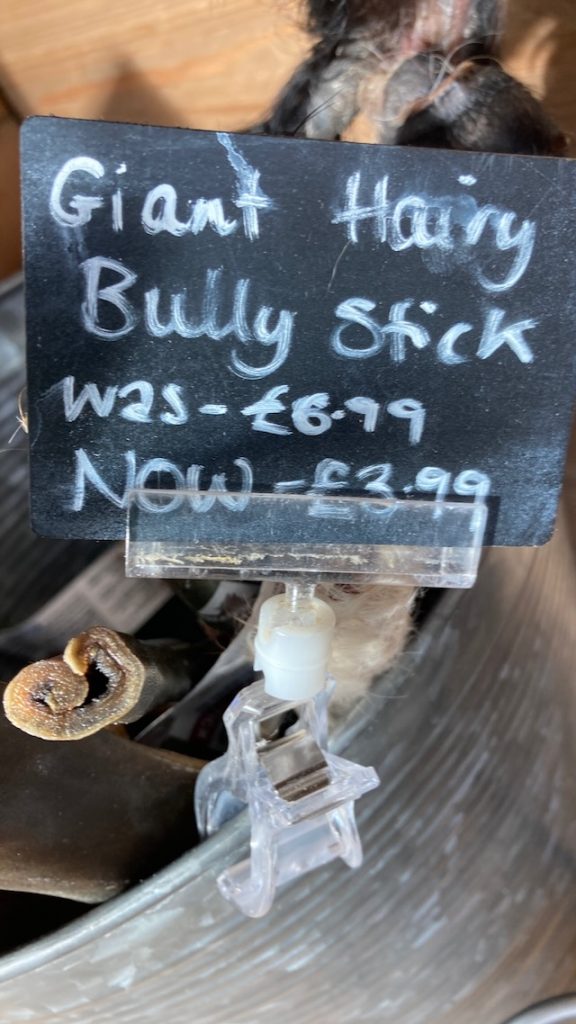 Giant Hairy
Bully Stick
was - £6.99
NOW - £3.99